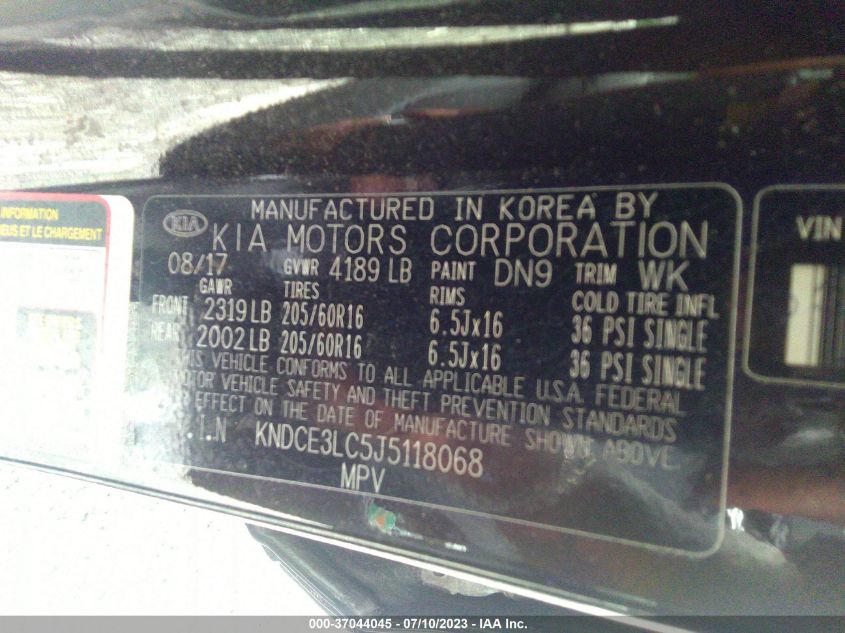 INFORMATION
NEUS ET LE CHARGEMENT
KIA
MANUFACTURED IN KOREA BY
KIA MOTORS CORPORATION
08/17 GVWR 4189 LB PAINT DN9 TRIM WK
GAWR TIRES RIMS COLD TIRE INFL
FRONT 2319 LB 205/60R16 6.5Jx16 36 PSI SINGLE
REAR 2002 LB 205/60R16 6.5Jx16 36 PSI SINGLE
THIS VEHICLE CONFORMS TO ALL APPLICABLE U.S.A. FEDERAL
MOTOR VEHICLE SAFETY AND THEFT PREVENTION STANDARDS
EFFECT ON THE DATE OF MANUFACTURE SHOWN ABOVE.
.I.N KNDCE3LC5J5118068
MPV
VIN
000-37044045 - 07/10/2023 - IAA Inc.